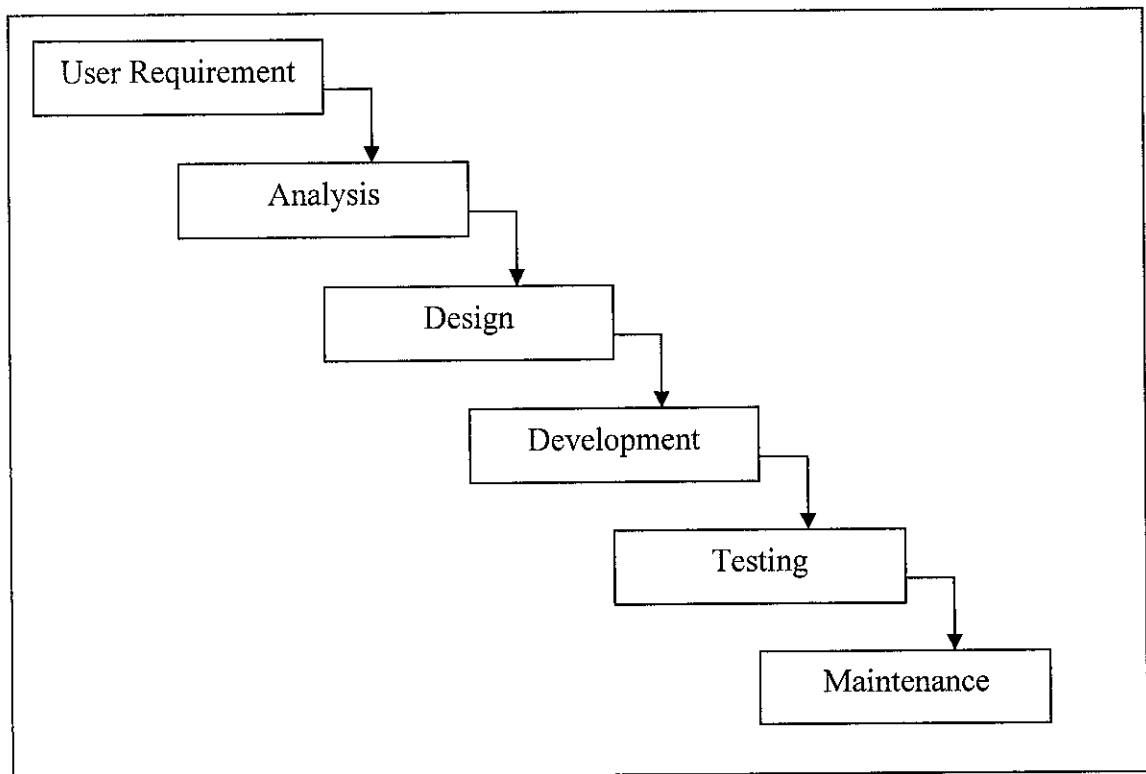 User Requirement
Analysis
Design
Development
Testing
Maintenance